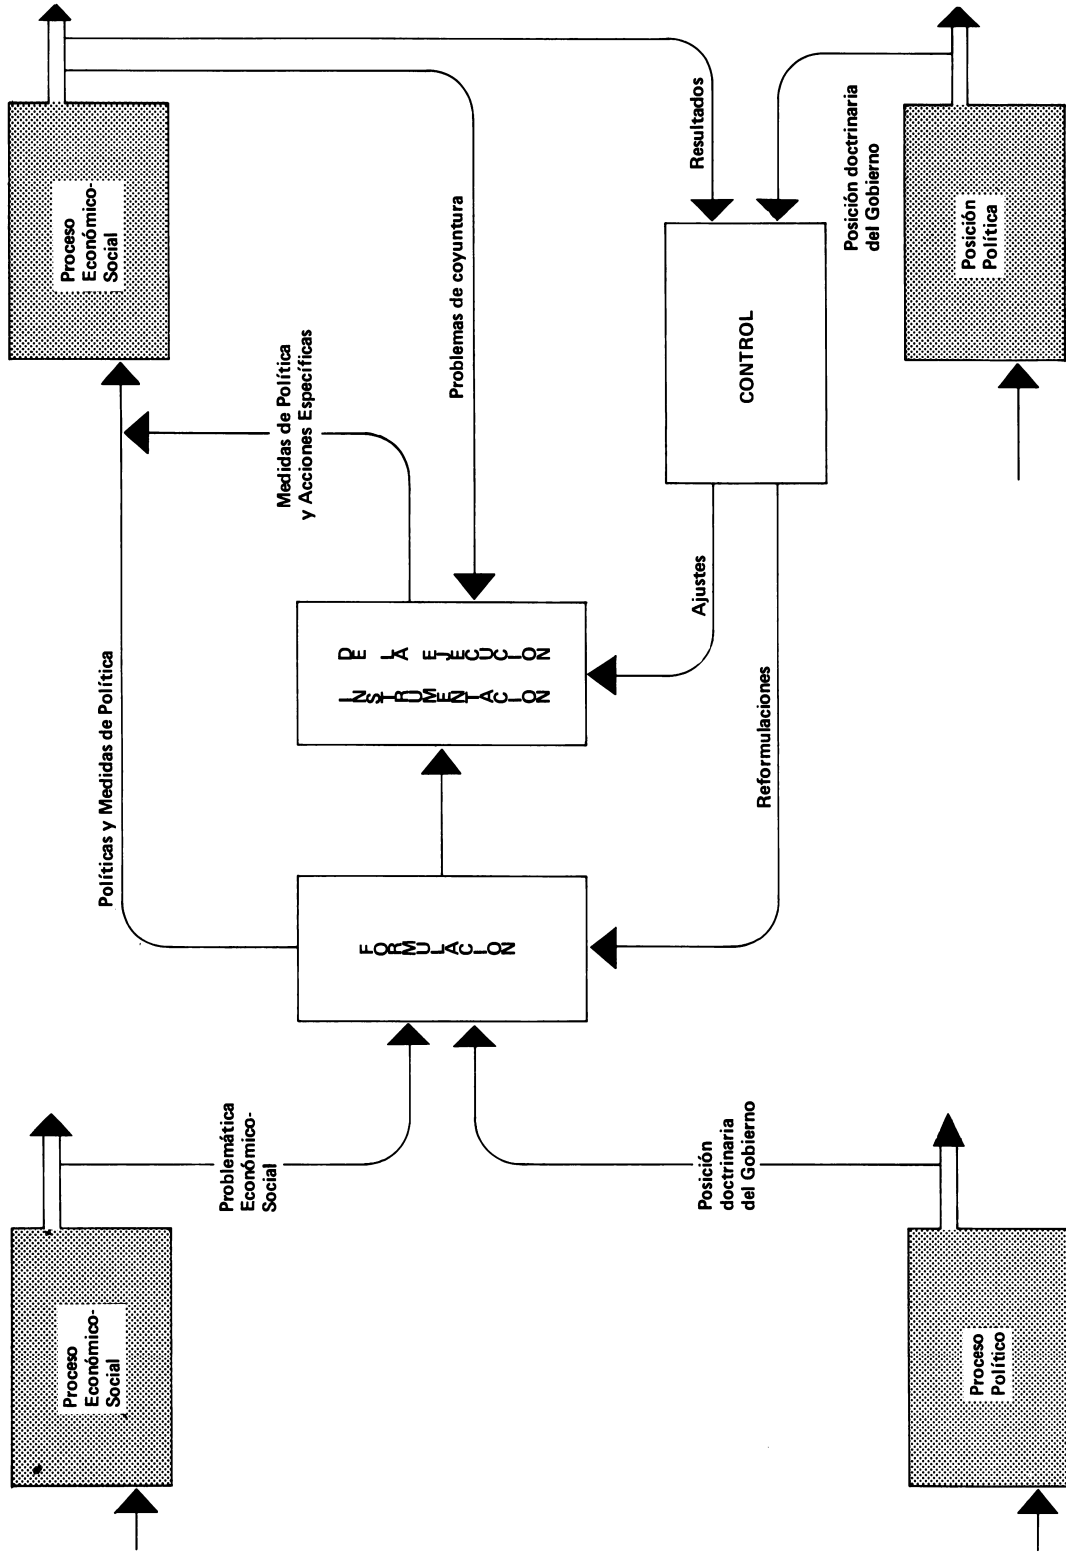 Proceso
Económico-
Social
Problemática
Económico-
Social
Políticas y Medidas de Política
Medidas de Política
y Acciones Específicas
Proceso
Económico-
Social
FORMULACION
INSTRUMENTACION
DE LA EJECUCION
Problemas de coyuntura
Resultados
Posición
doctrinaria
del Gobierno
Reformulaciones
Ajustes
CONTROL
Posición doctrinaria
del Gobierno
Proceso
Político
Posición
Política